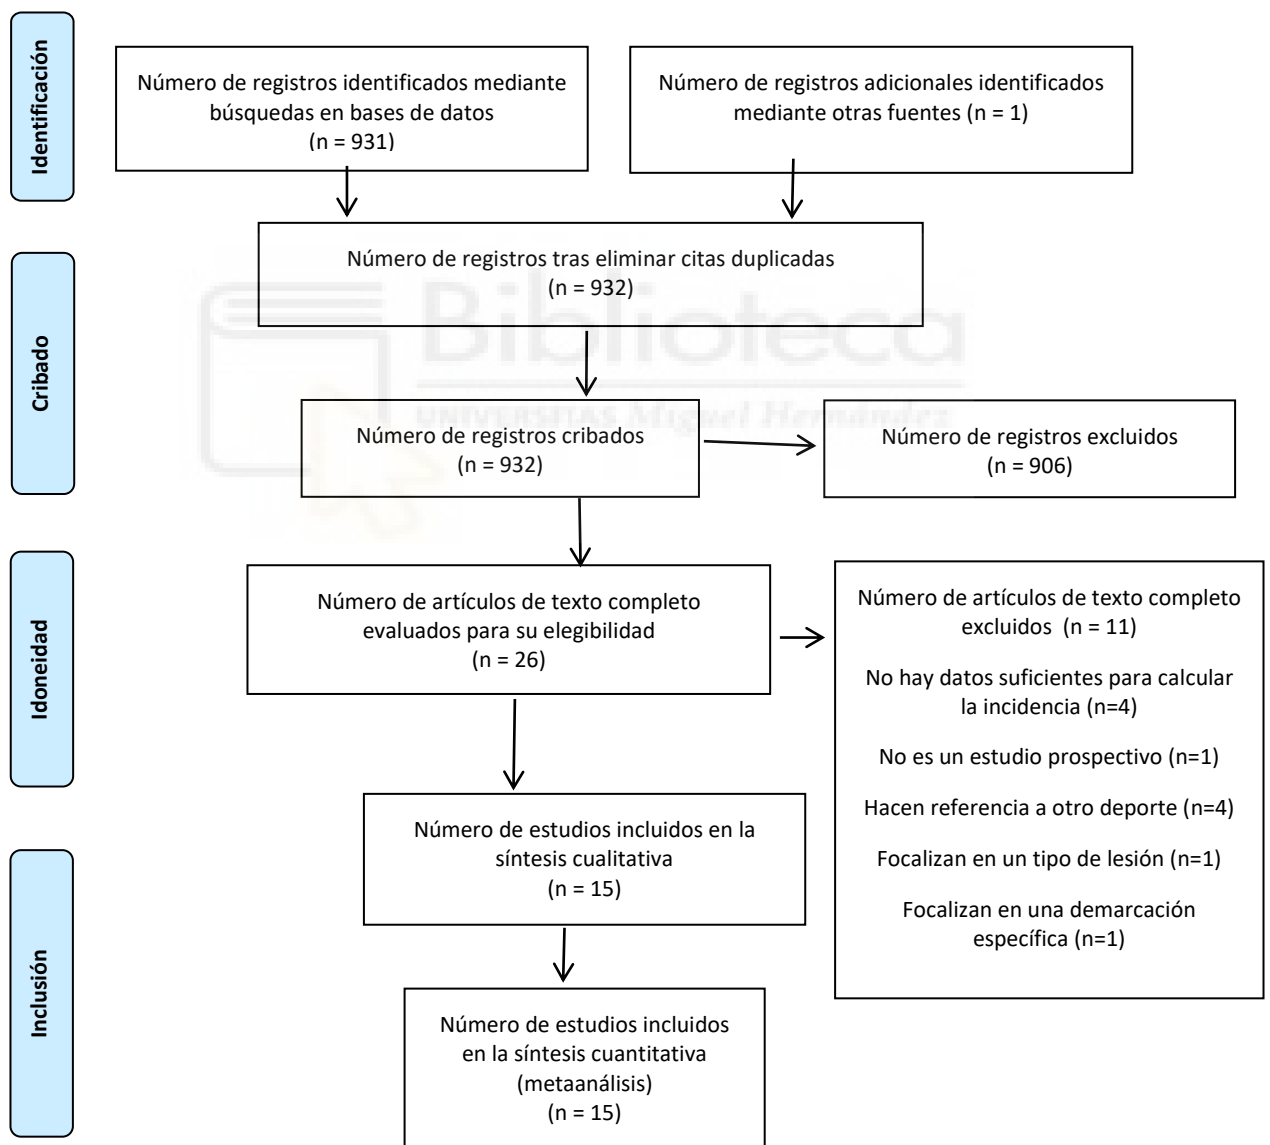 Identificación
Número de registros identificados mediante
búsquedas en bases de datos
(n = 931)
Número de registros adicionales identificados
mediante otras fuentes (n = 1)
Número de registros tras eliminar citas duplicadas
(n = 932)
Biblioteca
UNIVERSITAS Miguel Hernández
Cribado
Número de registros cribados
(n = 932)
Número de registros excluidos
(n = 906)
Idoneidad
Número de artículos de texto completo
evaluados para su elegibilidad
(n = 26)
Número de artículos de texto completo
excluidos (n = 11)
No hay datos suficientes para calcular
la incidencia (n=4)
No es un estudio prospectivo (n=1)
Hacen referencia a otro deporte (n=4)
Focalizan en un tipo de lesión (n=1)
Focalizan en una demarcación
específica (n=1)
Inclusión
Número de estudios incluidos en la
síntesis cualitativa
(n = 15)
Número de estudios incluidos
en la síntesis cuantitativa
(metaanálisis)
(n = 15)